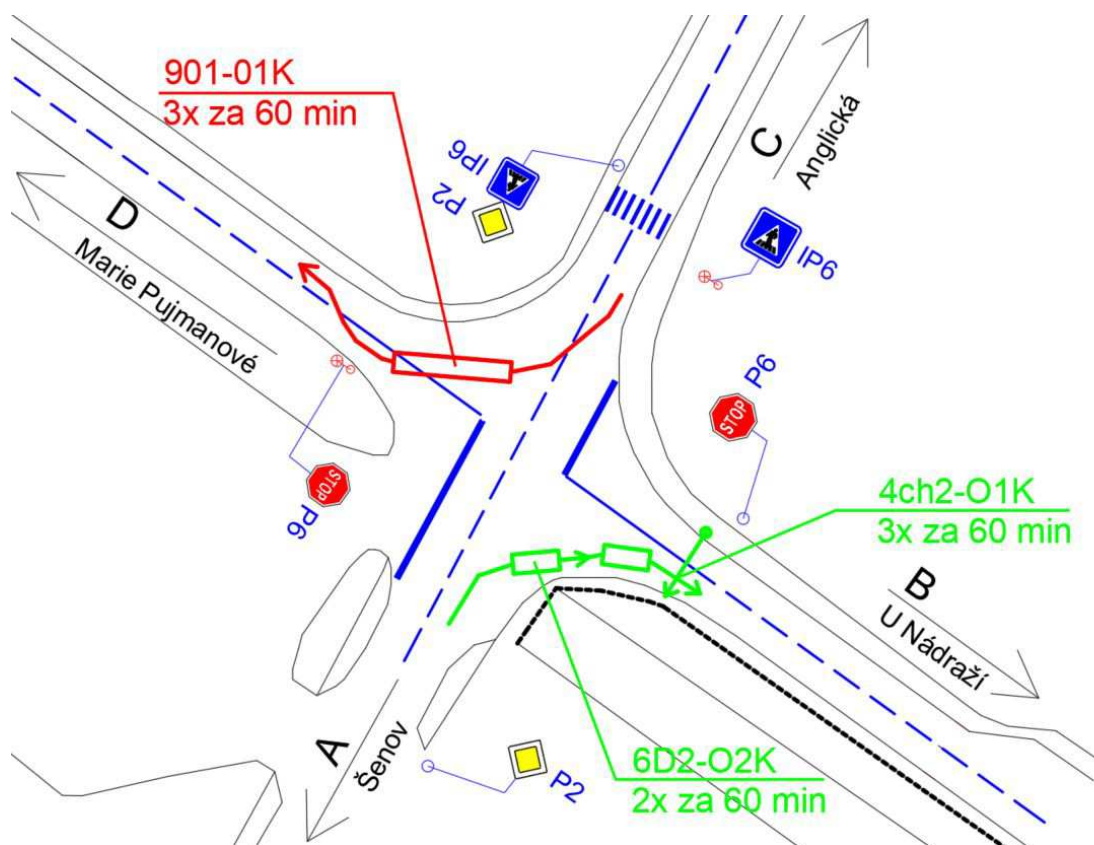 901-01K
3x za 60 min
IP6
P2
C
Anglická
D
Marie Pujmanové
IP6
P6
STOP
STOP
P6
4ch2-O1K
3x za 60 min
B
U Nádraží
A
Šenov
P2
6D2-O2K
2x za 60 min